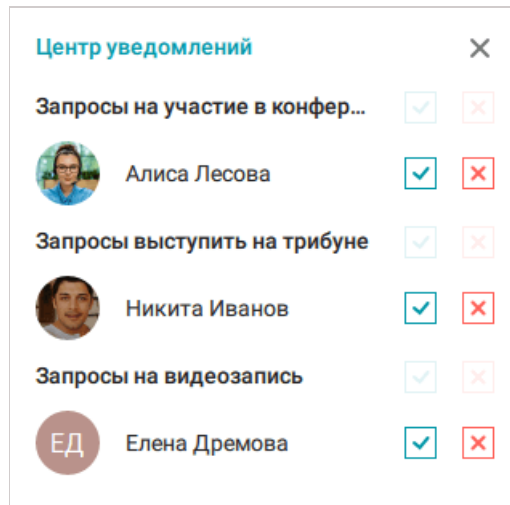 Центр уведомлений
Запросы на участие в конфер...
Алиса Лесова
Запросы выступить на трибуне
Никита Иванов
Запросы на видеозапись
ЕД Елена Дремова